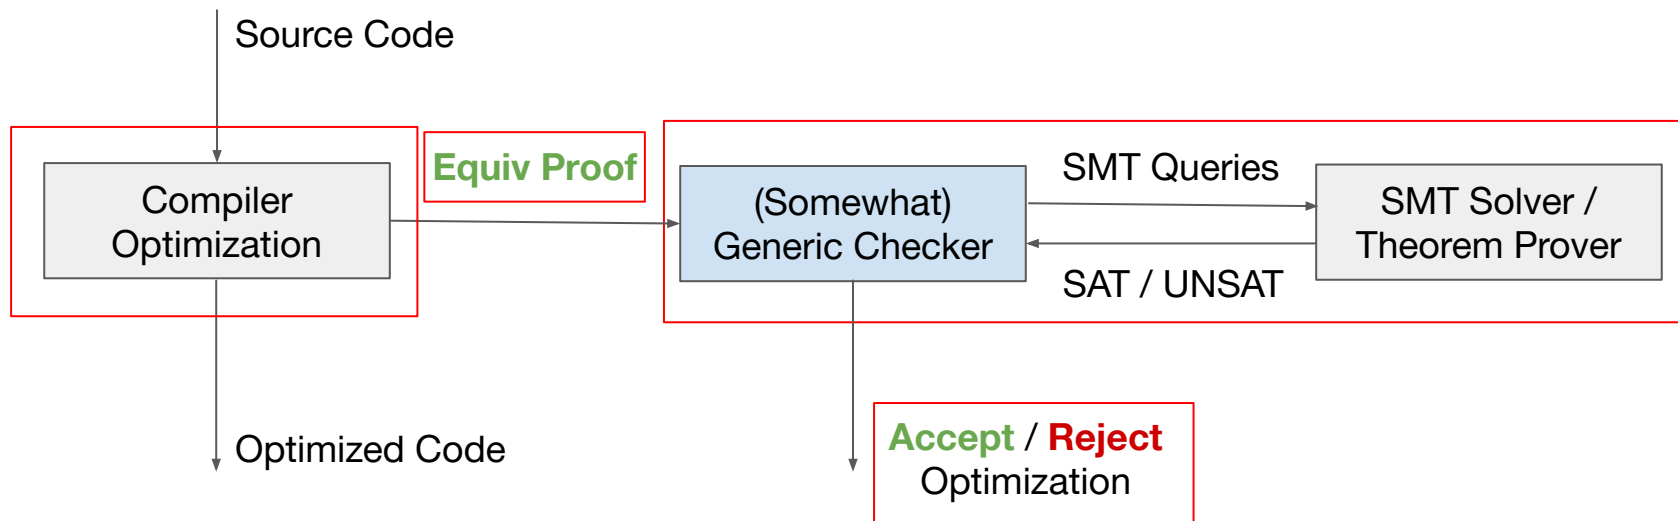 Source Code
Equiv Proof
Compiler
Optimization
(Somewhat)
Generic Checker
SMT Queries
SAT / UNSAT
SMT Solver /
Theorem Prover
Optimized Code
Accept / Reject
Optimization